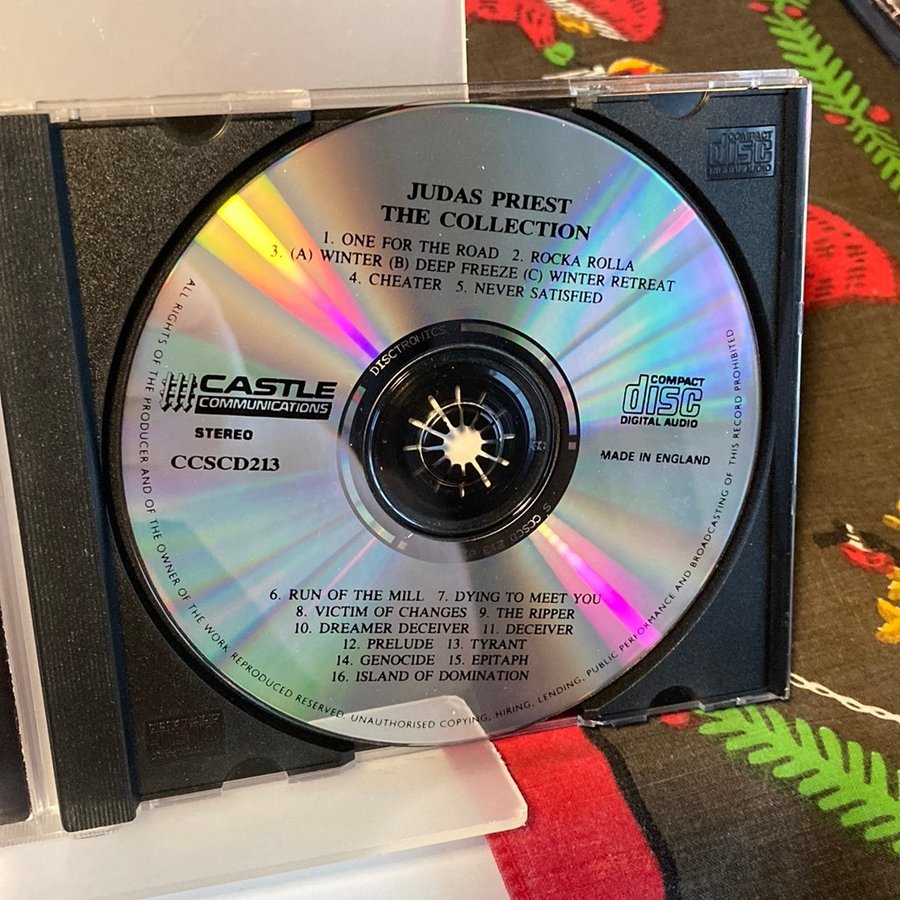 COMPACT
disc
DIGITAL AUDIO
JUDAS PRIEST
THE COLLECTION
1. ONE FOR THE ROAD 2. ROCKA ROLLA
3. (A) WINTER (B) DEEP FREEZE (C) WINTER RETREAT
4. CHEATER 5. NEVER SATISFIED
DISCTRONICS
CASTLE
COMMUNICATIONS
STEREO
CCSCD213
COMPACT
disc
DIGITAL AUDIO
MADE IN ENGLAND
S CCSCD 213
6. RUN OF THE MILL 7. DYING TO MEET YOU
8. VICTIM OF CHANGES 9. THE RIPPER
10. DREAMER DECEIVER 11. DECEIVER
12. PRELUDE 13. TYRANT
14. GENOCIDE 15. EPITAPH
16. ISLAND OF DOMINATION
ALL RIGHTS OF THE PRODUCER AND OF THE OWNER OF THE WORK REPRODUCED RESERVED. UNAUTHORISED COPYING, HIRING, LENDING, PUBLIC PERFORMANCE AND BROADCASTING OF THIS RECORD PROHIBITED